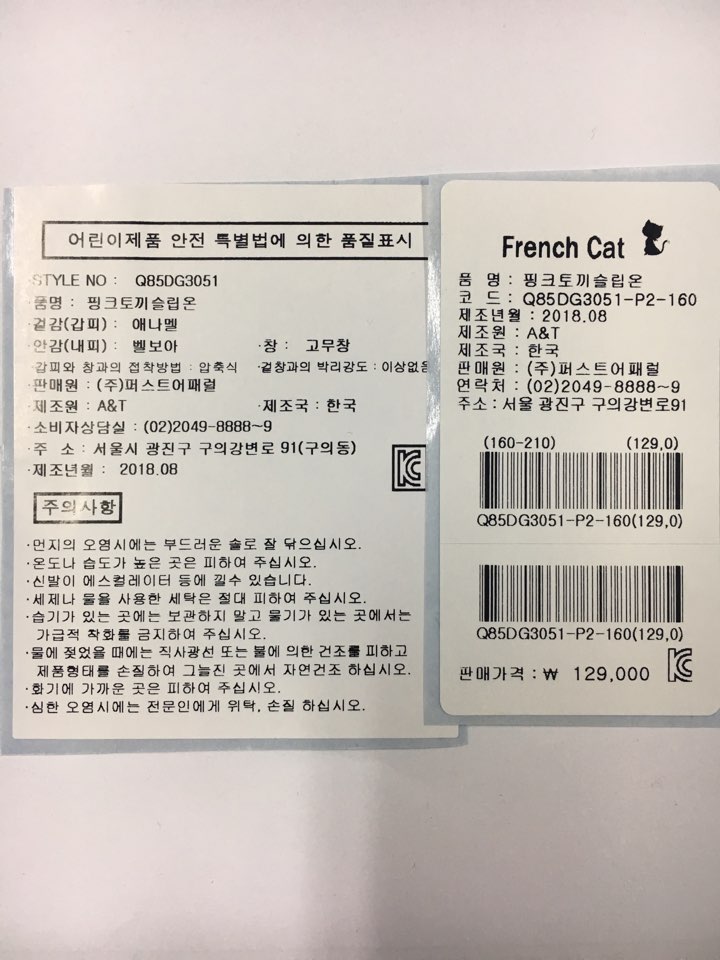 어린이제품 안전 특별법에 의한 품질표시
·STYLE NO : Q85DG3051
·품명 : 핑크토끼슬립온
·겉감(갑피) : 애나멜
·안감(내피) : 벨보아 ·창 : 고무창
·갑피와 창과의 접착방법 : 압축식 ·겉창과의 박리강도 : 이상없음
·판매원 : (주)퍼스트어패럴
·제조원 : A&T ·제조국 : 한국
·소비자상담실 : (02)2049-8888~9
·주 소 : 서울시 광진구 구의강변로 91(구의동)
·제조년월 : 2018.08
주의사항
·먼지의 오염시에는 부드러운 솔로 잘 닦으십시오.
·온도나 습도가 높은 곳은 피하여 주십시오.
·신발이 에스컬레이터 등에 낄수 있습니다.
·세제나 물을 사용한 세탁은 절대 피하여 주십시오.
·습기가 있는 곳에는 보관하지 말고 물기가 있는 곳에서는
가급적 착화를 금지하여 주십시오.
·물에 젖었을 때에는 직사광선 또는 불에 의한 건조를 피하고
제품형태를 손질하여 그늘진 곳에서 자연건조 하십시오.
·화기에 가까운 곳은 피하여 주십시오.
·심한 오염시에는 전문인에게 위탁, 손질 하십시오.
French Cat
품 명 : 핑크토끼슬립온
코 드 : Q85DG3051-P2-160
제조년월 : 2018.08
제조원 : A&T
제조국 : 한국
판매원 : (주)퍼스트어패럴
연락처 : (02)2049-8888~9
주소 : 서울 광진구 구의강변로91
(160-210) (129,0)
Q85DG3051-P2-160(129,0)
Q85DG3051-P2-160(129,0)
판매가격 : ₩ 129,000